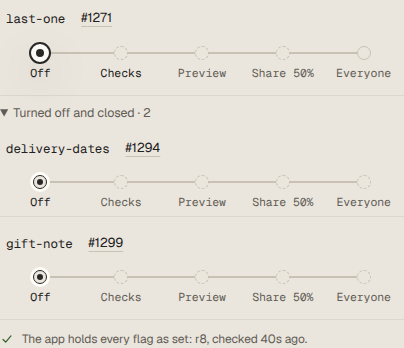 last-one #1271
Off Checks Preview Share 50% Everyone
▼ Turned off and closed · 2
delivery-dates #1294
Off Checks Preview Share 50% Everyone
gift-note #1299
Off Checks Preview Share 50% Everyone
✓ The app holds every flag as set: r8, checked 40s ago.